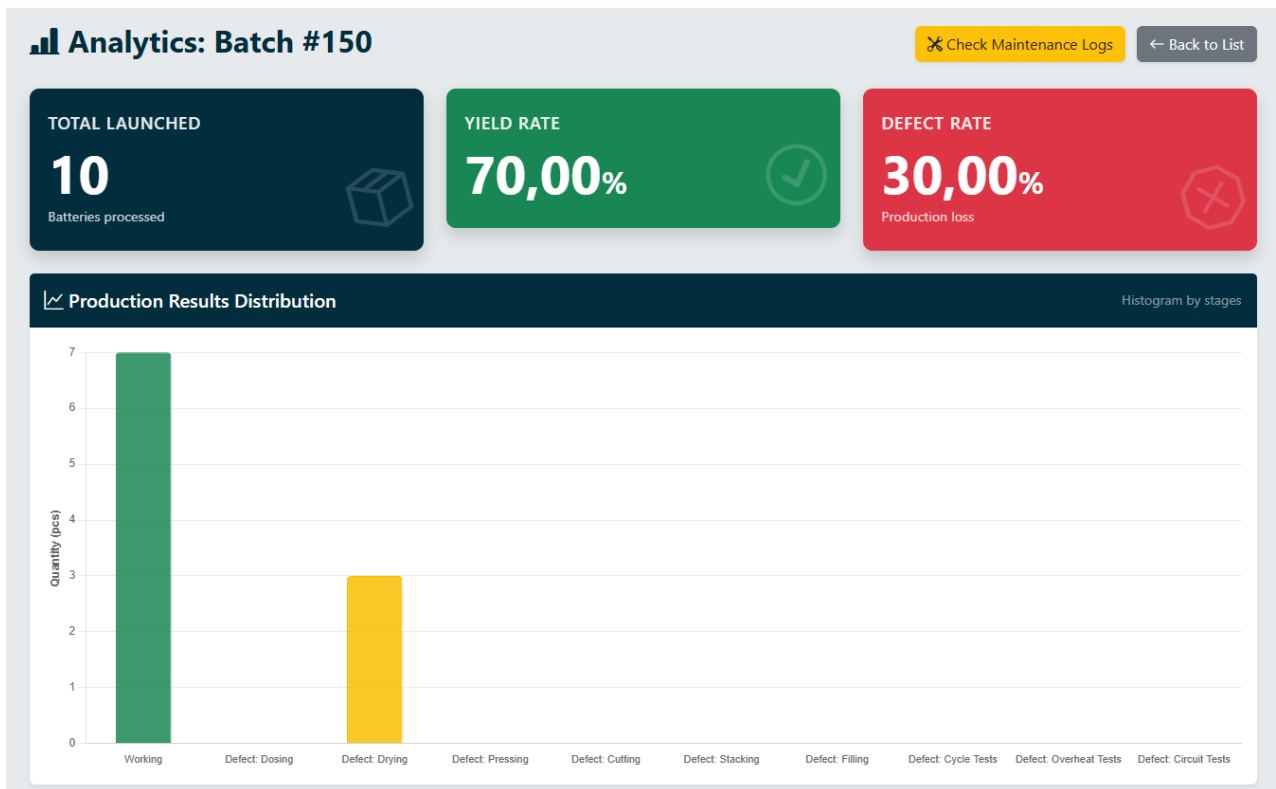 Analytics: Batch #150
Check Maintenance Logs
← Back to List
TOTAL LAUNCHED
10
Batteries processed
YIELD RATE
70,00%
DEFECT RATE
30,00%
Production loss
Production Results Distribution
Histogram by stages
Quantity (pcs)
7
6
5
4
3
2
1
0
Working
Defect: Dosing
Defect: Drying
Defect: Pressing
Defect: Cutting
Defect: Stacking
Defect: Filling
Defect: Cycle Tests
Defect: Overheat Tests
Defect: Circuit Tests